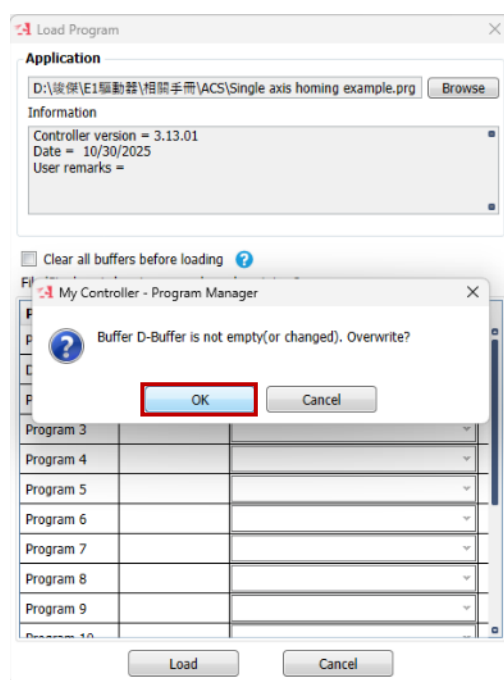 Load Program
Application
D:\竣傑\E1驅動器\相關手冊\ACS\Single axis homing example.prg
Browse
Information
Controller version = 3.13.01
Date = 10/30/2025
User remarks =
Clear all buffers before loading
My Controller - Program Manager
Buffer D-Buffer is not empty(or changed). Overwrite?
OK
Cancel
Program 3
Program 4
Program 5
Program 6
Program 7
Program 8
Program 9
Program 10
Load
Cancel